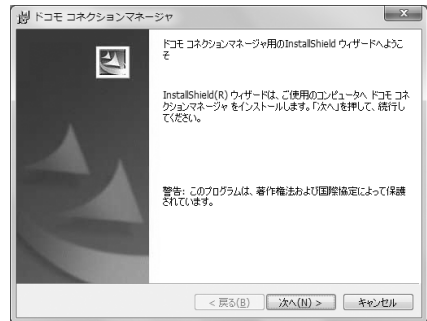 ドコモ コネクションマネージャ
ドコモ コネクションマネージャ用のInstallShield ウィザードへようこ
そ
InstallShield(R) ウィザードは、ご使用のコンピュータへ ドコモ コネ
クションマネージャ をインストールします。「次へ」を押して、続行し
てください。
警告: このプログラムは、著作権法および国際協定によって保護
されています。
< 戻る(B)
次へ(N) >
キャンセル